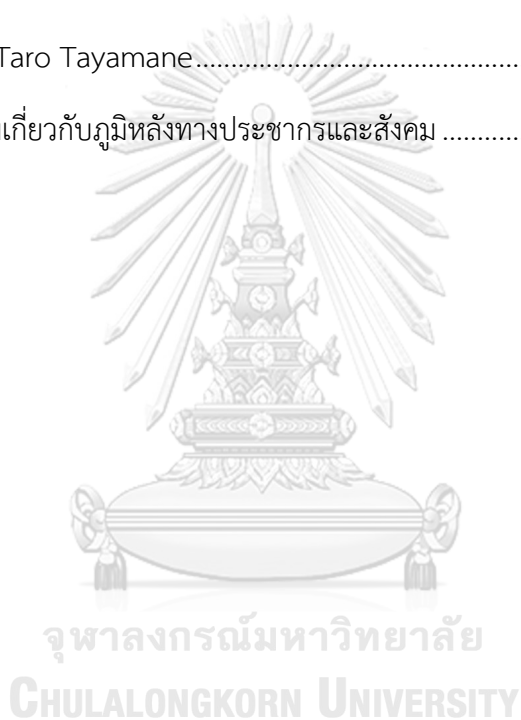 Taro Tayamane..............................................
เกี่ยวกับภูมิหลังทางประชากรและสังคม ...........
จุฬาลงกรณ์มหาวิทยาลัย
CHULALONGKORN UNIVERSITY